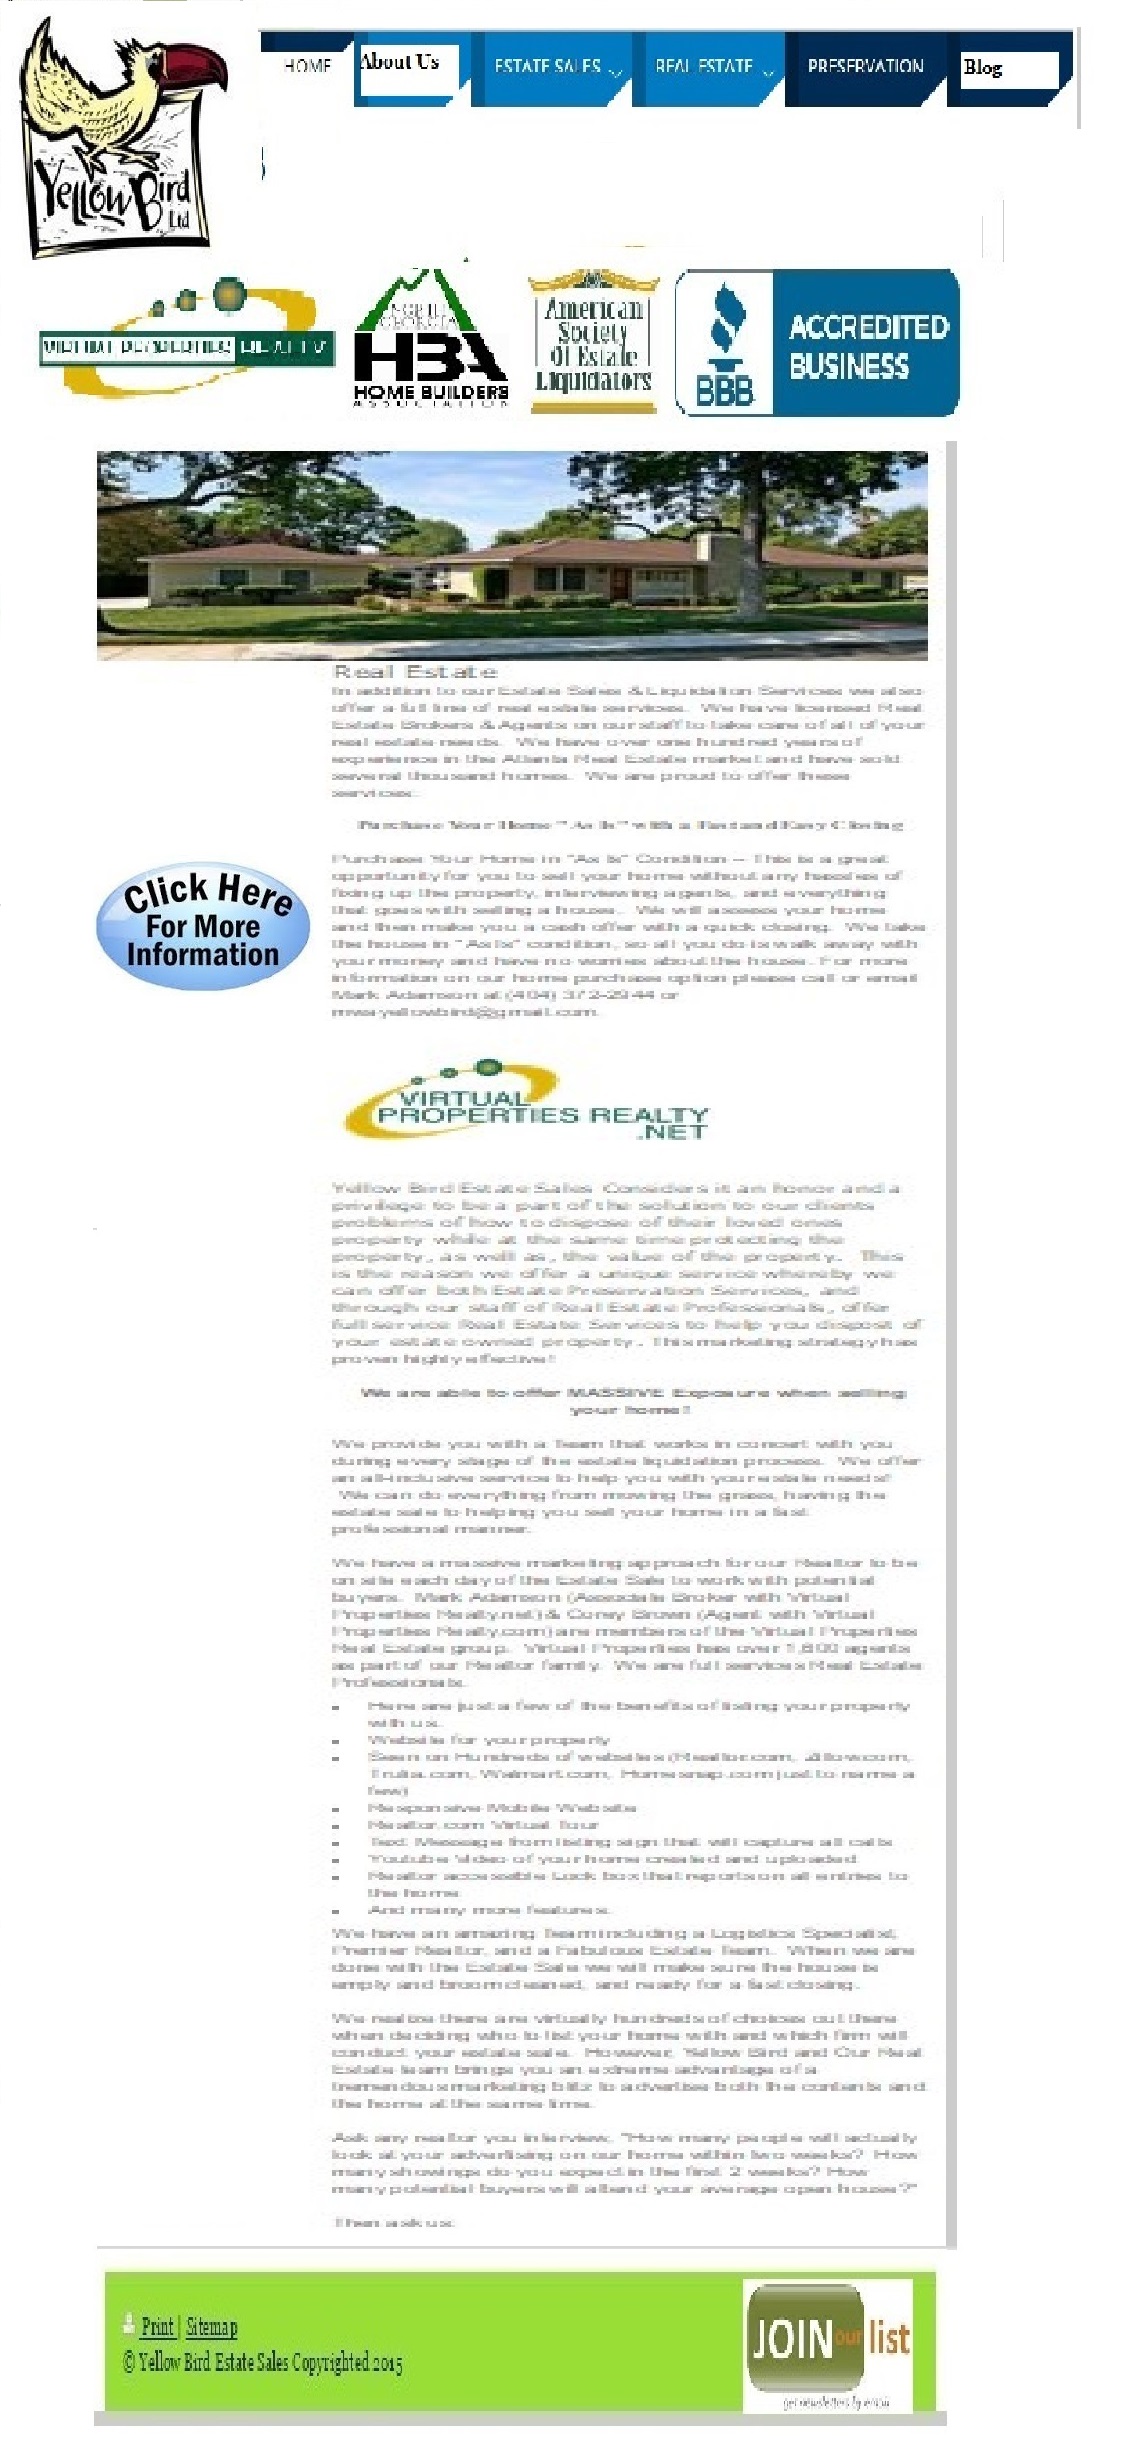 HOME About Us ESTATE SALES REAL ESTATE PRESERVATION Blog
Yellow Bird
Ltd
VIRTUAL PROPERTIES REALTY
GEORGIA
HBA
HOME BUILDERS
ASSOCIATION
American
Society
Of Estate
Liquidators
BBB
ACCREDITED
BUSINESS
Real Estate
In addition to our Estate Sales & Liquidation Services we also
offer a full line of real estate services. We have licensed Real
Estate Brokers & Agents on our staff to take care of all of your
real estate needs. We have over one hundred years of
experience in the Atlanta Real Estate market and have sold
several thousand homes. We are proud to offer these
services.
Purchase Your Home "As Is" with a Fast and Easy Closing
Purchase Your Home in "As Is" Condition – This is a great
opportunity for you to sell your home without any hassles of
fixing up the property, interviewing agents, and everything
that goes with selling a house. We will assess your home
and then make you a cash offer with a quick closing. We take
the house in "As Is" condition, so all you do is walk away with
your money and have no worries about the house. For more
information on our home purchase option please call or email
Mark Adamson at (404) or
Click Here
For More
Information
VIRTUAL
PROPERTIES REALTY
.NET
Yellow Bird Estate Sales Considers it an honor and a
privilege to be a part of the solution to our clients
problems of how to dispose of their loved ones
property while at the same time protecting the
property, as well as, the value of the property. This
is the reason we offer a unique service whereby we
can offer both Estate Preservation Services, and
through our staff of Real Estate Professionals, offer
full service Real Estate Services to help you dispost of
your estate owned property. This marketing strategy has
proven highly effective!
We are able to offer MASSIVE Exposure when selling
your home!
We provide you with a Team that works in concert with you
during every stage of the estate liquidation process. We offer
an all-inclusive service to help you with your estate needs!
We can do everything from mowing the grass, having the
estate sale to helping you sell your home in a fast
professional manner.
We have a massive marketing approach for our Realtor to be
on site each day of the Estate Sale to work with potential
buyers. Mark Adamson (Associate Broker with Virtual
Properties Realty.net) & Corey Brown (Agent with Virtual
Properties Realty.com) are members of the Virtual Properties
Real Estate group. Virtual Properties has over agents
as part of our Realtor family. We are full services Real Estate
Professionals.
Here are just a few of the benefits of listing your property
with us.
Website for your property
Seen on Hundreds of websites (Realtor.com, Zillow.com,
Trulia.com, Walmart.com, Homesnap.com just to name a
few)
Responsive Mobile Website
Realtor.com Virtual Tour
Text Message from listing sign that will capture all calls
Youtube Video of your home created and uploaded
Realtor accessible Lock box that reports on all entries to
the home.
And many more features.
We have an amazing Team including a Logistics Specialist,
Premier Realtor, and a Fabulous Estate Team. When we are
done with the Estate Sale we will make sure the house is
empty and broom cleaned, and ready for a fast closing.
We realize there are virtually hundreds of choices out there
when deciding who to list your home with and which firm will
conduct your estate sale. However, Yellow Bird and Our Real
Estate team brings you an extreme advantage of a
tremendous marketing blitz to advertise both the contents and
the home at the same time.
Ask any realtor you interview, "How many people will actually
look at your advertising on our home within two weeks? How
many showings do you expect in the first 2 weeks? How
many potential buyers will attend your average open house?"
Then ask us:
Print | Sitemap
© Yellow Bird Estate Sales Copyrighted 2015
JOIN our list
get newsletters by email